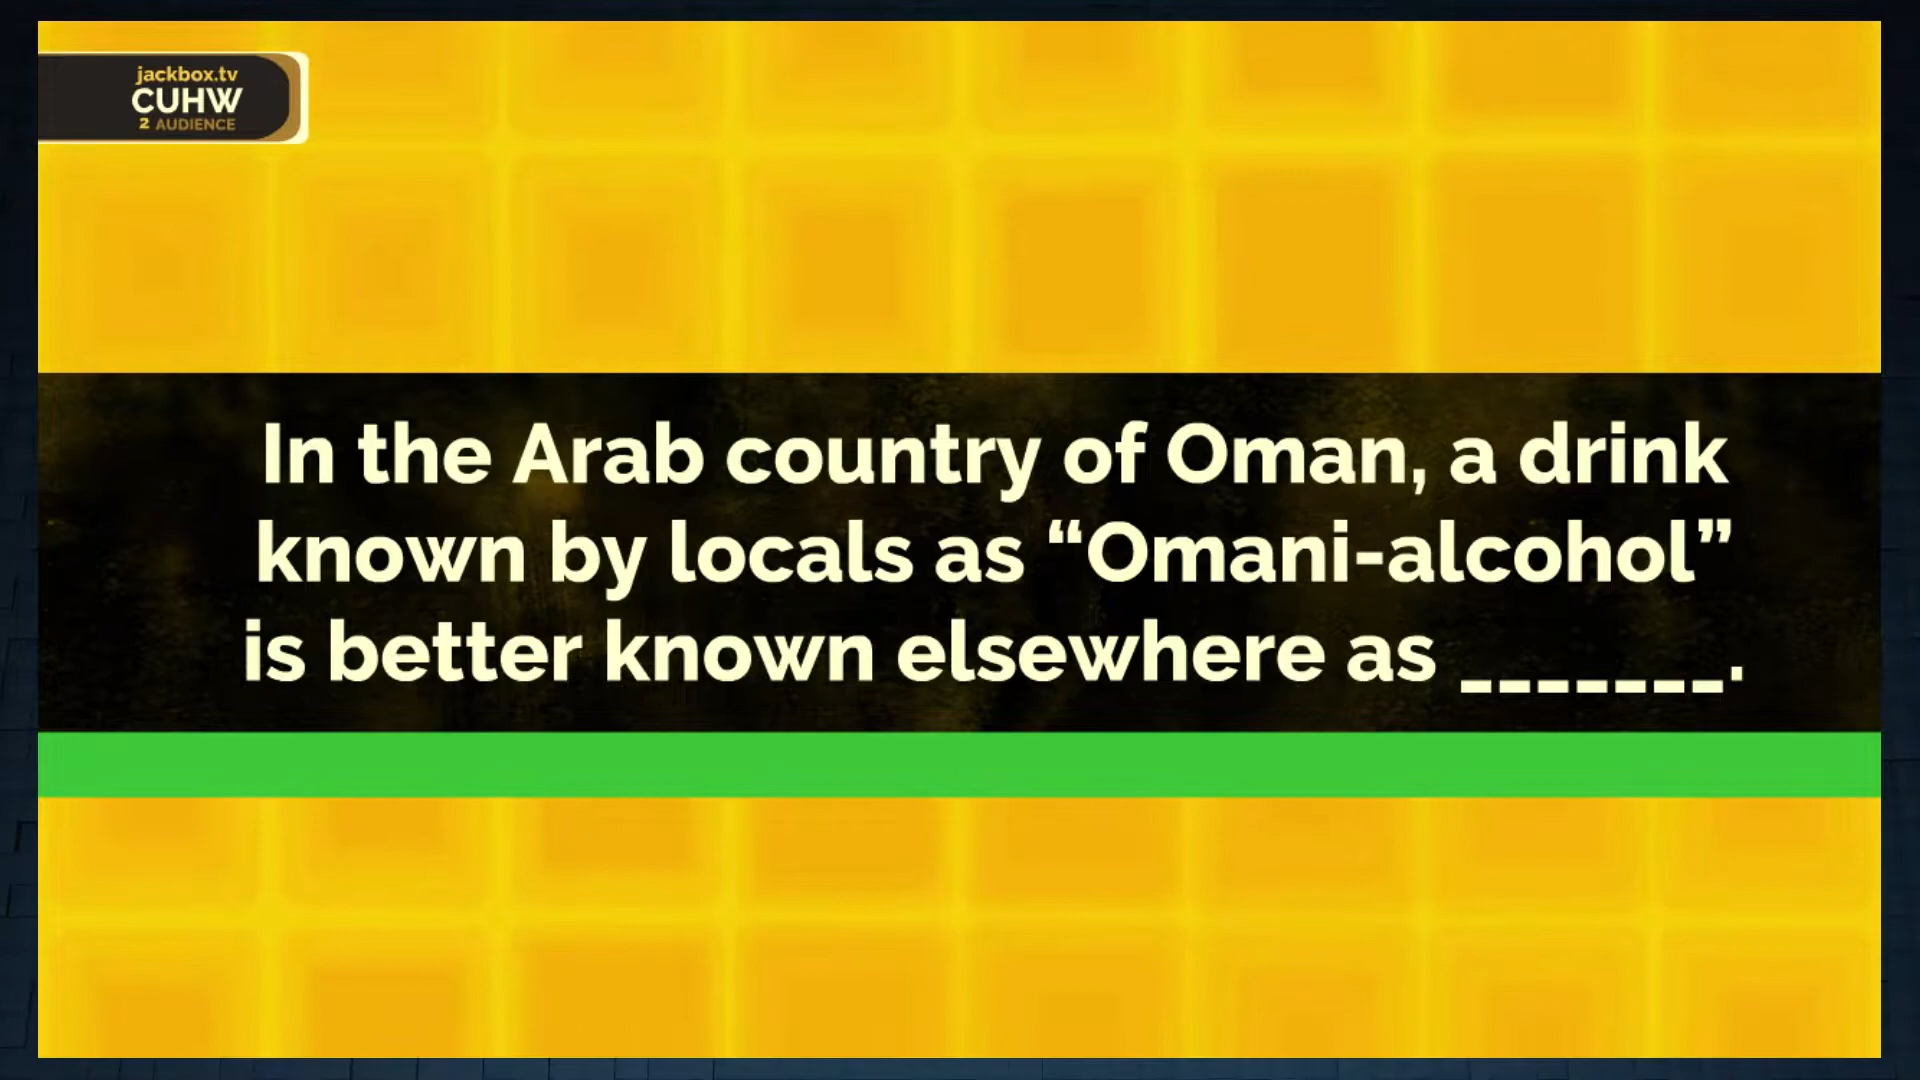 jackbox.tv
CUHW
2 AUDIENCE
In the Arab country of Oman, a drink
known by locals as “Omani-alcohol”
is better known elsewhere as _______.